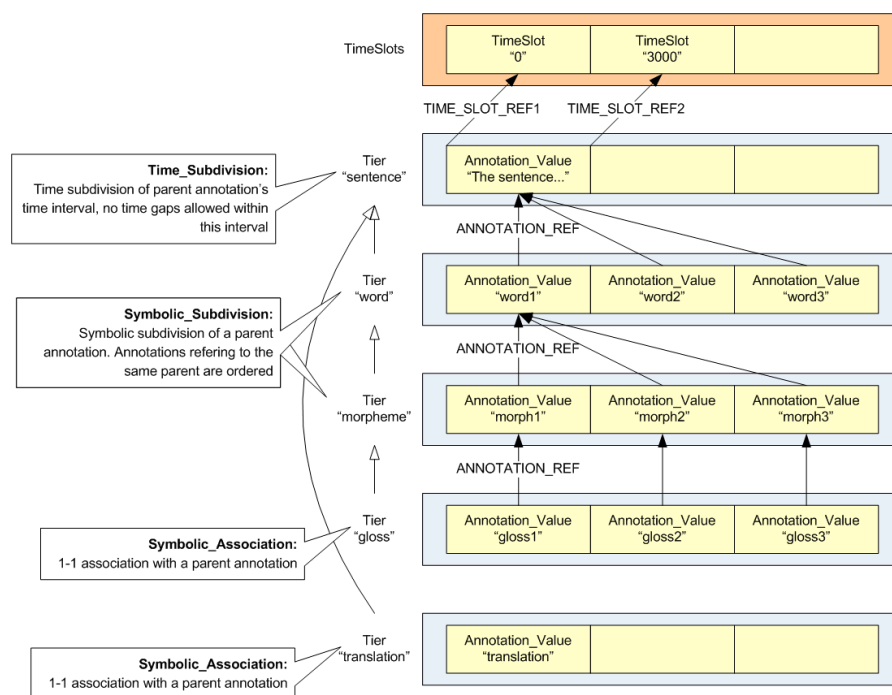 TimeSlots
TimeSlot
“0”
TimeSlot
“3000”
TIME_SLOT_REF1
TIME_SLOT_REF2
Time_Subdivision:
Time subdivision of parent annotation’s
time interval, no time gaps allowed within
this interval
Tier
“sentence”
Annotation_Value
“The sentence...”
ANNOTATION_REF
Symbolic_Subdivision:
Symbolic subdivision of a parent
annotation. Annotations refering to the
same parent are ordered
Tier
“word”
Annotation_Value
“word1”
Annotation_Value
“word2”
Annotation_Value
“word3”
ANNOTATION_REF
Tier
“morpheme”
Annotation_Value
“morph1”
Annotation_Value
“morph2”
Annotation_Value
“morph3”
ANNOTATION_REF
Symbolic_Association:
1-1 association with a parent annotation
Tier
“gloss”
Annotation_Value
“gloss1”
Annotation_Value
“gloss2”
Annotation_Value
“gloss3”
Symbolic_Association:
1-1 association with a parent annotation
Tier
“translation”
Annotation_Value
“translation”